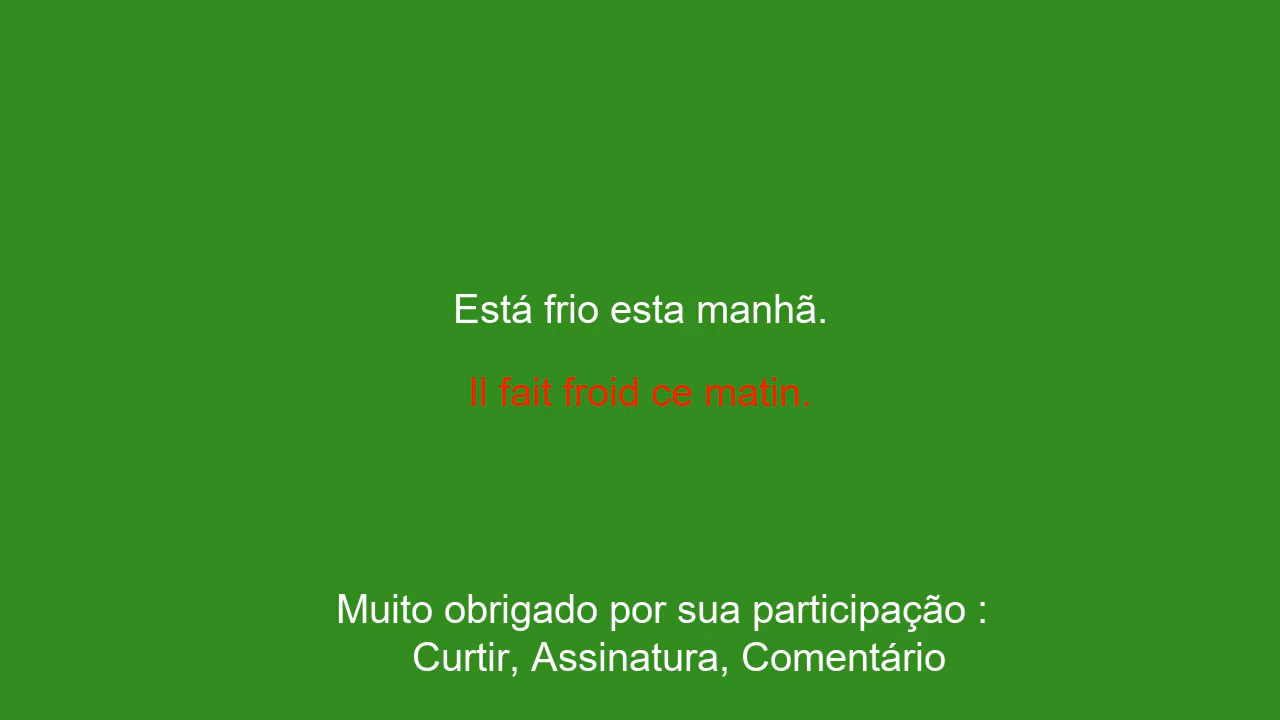 Está frio esta manhã.
Il fait froid ce matin.
Muito obrigado por sua participação :
Curtir, Assinatura, Comentário